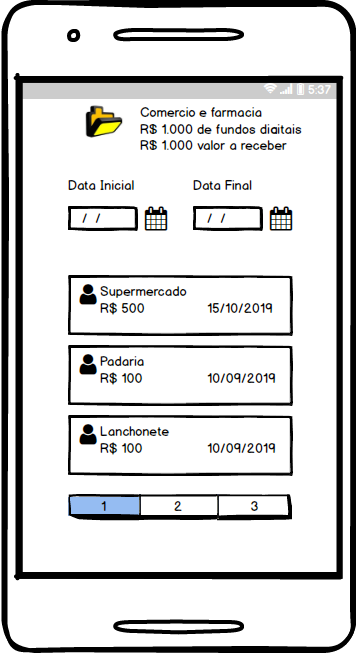 5:37
Comercio e farmacia
R$ 1.000 de fundos digitais
R$ 1.000 valor a receber
Data Inicial Data Final
/ / / /
Supermercado
R$ 500 15/10/2019
Padaria
R$ 100 10/09/2019
Lanchonete
R$ 100 10/09/2019
1 2 3